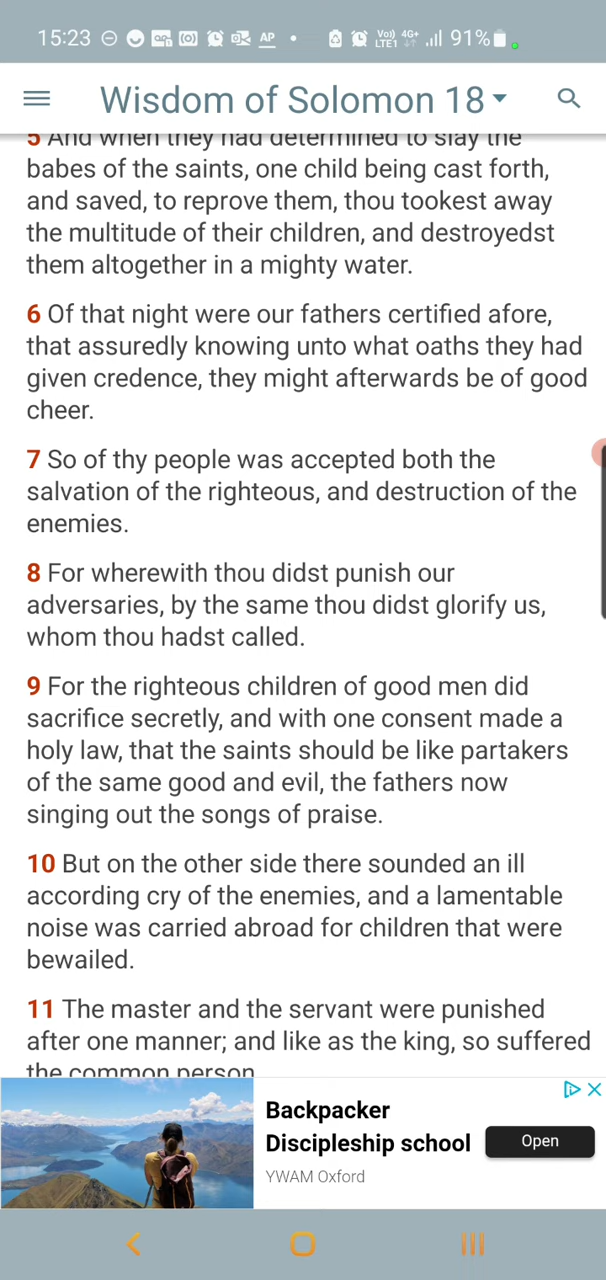 15:23 AP Vo)) LTE1 4G+ 91%
Wisdom of Solomon 18
5 And when they had determined to slay the
babes of the saints, one child being cast forth,
and saved, to reprove them, thou tookest away
the multitude of their children, and destroyedst
them altogether in a mighty water.
6 Of that night were our fathers certified afore,
that assuredly knowing unto what oaths they had
given credence, they might afterwards be of good
cheer.
7 So of thy people was accepted both the
salvation of the righteous, and destruction of the
enemies.
8 For wherewith thou didst punish our
adversaries, by the same thou didst glorify us,
whom thou hadst called.
9 For the righteous children of good men did
sacrifice secretly, and with one consent made a
holy law, that the saints should be like partakers
of the same good and evil, the fathers now
singing out the songs of praise.
10 But on the other side there sounded an ill
according cry of the enemies, and a lamentable
noise was carried abroad for children that were
bewailed.
11 The master and the servant were punished
after one manner; and like as the king, so suffered
the common person
Backpacker
Discipleship school
Open
YWAM Oxford